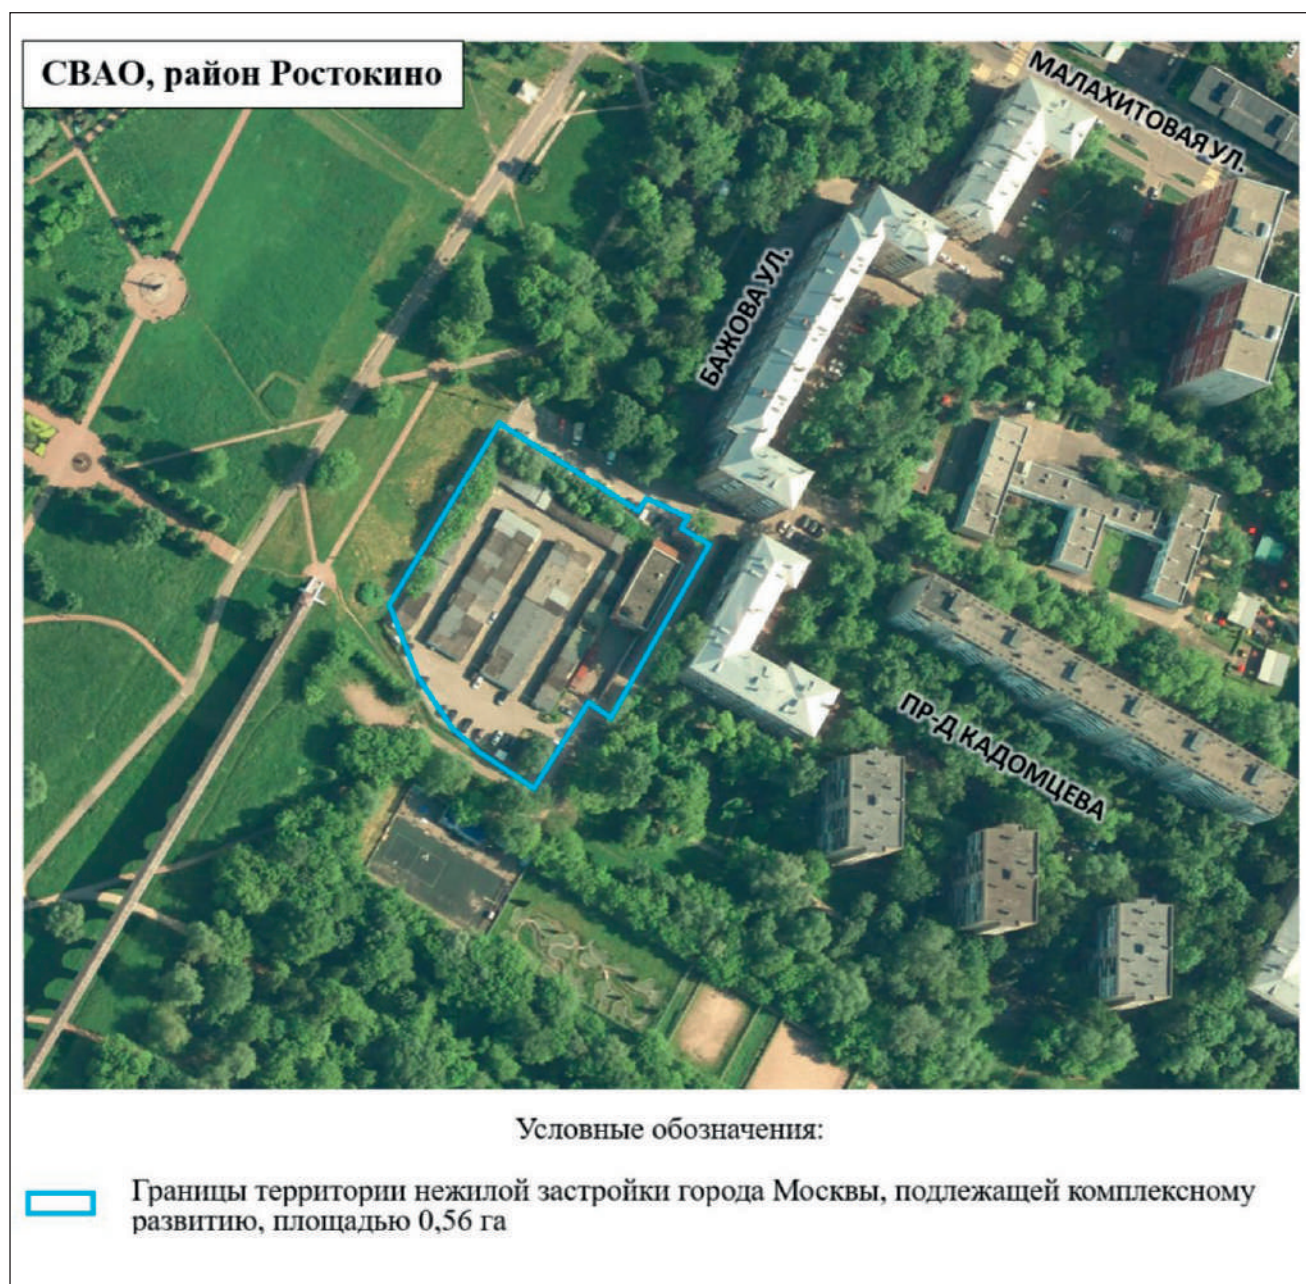 СВАО, район Ростокино
МАЛАХИТОВАЯ УЛ.
БАЖОВА УЛ.
ПР-Д КАДОМЦЕВА
Условные обозначения:
Границы территории нежилой застройки города Москвы, подлежащей комплексному
развитию, площадью 0,56 га